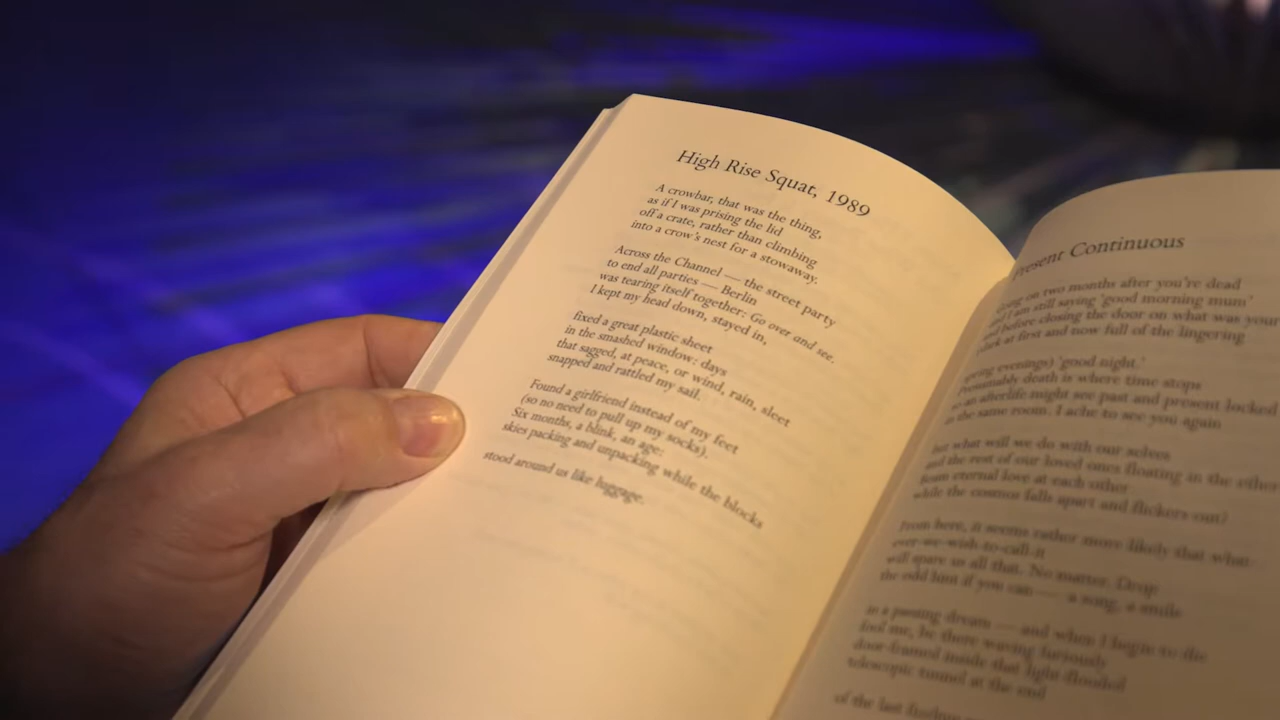 High Rise Squat, 1989
A crowbar, that was the thing,
as if I was prising the lid
off a crate, rather than climbing
into a crow's nest for a stowaway.
Across the Channel — the street party
to end all parties — Berlin
was tearing itself together: Go over and see.
I kept my head down, stayed in,
fixed a great plastic sheet
in the smashed window: days
that sagged, at peace, or wind, rain, sleet
snapped and rattled my sail.
Found a girlfriend instead of my feet
(so no need to pull up my socks).
Six months, a blink, an age:
skies packing and unpacking while the blocks
stood around us like luggage.
Present Continuous
on two months after you're dead
I am still saying 'good morning mum'
before closing the door on what was your
(dark at first and now full of the lingering
spring evenings) 'good night.'
Presumably death is where time stops
so an afterlife might see past and present locked
in the same room. I ache to see you again
but what will we do with our selves
and the rest of our loved ones floating in the ether
from eternal love at each other
while the cosmos falls apart and flickers out?
From here, it seems rather more likely that what-
ever-we-wish-to-call-it
will spare us all that. No matter. Drop
the odd hint if you can — a song, a smile
in a passing dream — and when I begin to die
fool me, be there waving furiously
door-framed inside that light-flooded
telescopic tunnel at the end
of the last